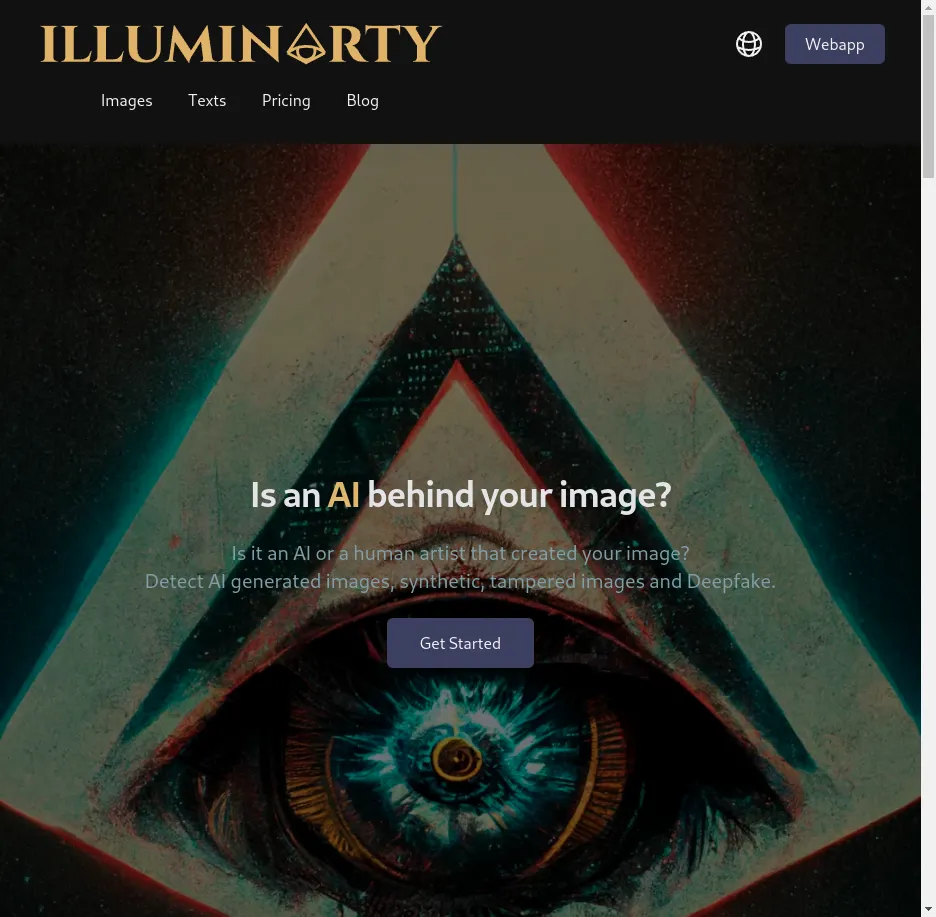 ILLUMINARTY
Webapp
Images Texts Pricing Blog
Is an AI behind your image?
Is it an AI or a human artist that created your image?
Detect AI generated images, synthetic, tampered images and Deepfake.
Get Started